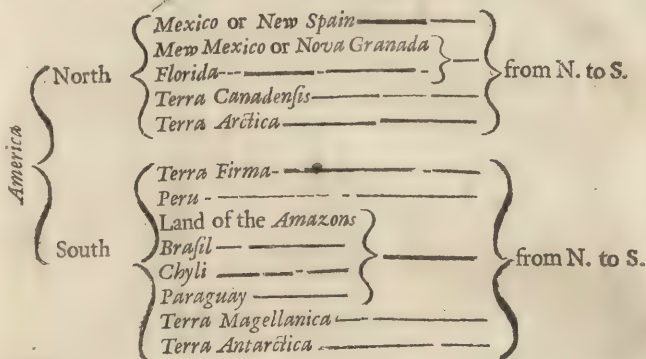 Mexico or New Spain
Mew Mexico or Nova Granada
Florida
Terra Canadenſis
Terra Arctica
North
from N. to S.
America
Terra Firma
Peru
Land of the Amazons
Braſil
Chyli
Paraguay
Terra Magellanica
Terra Antarctica
South
from N. to S.